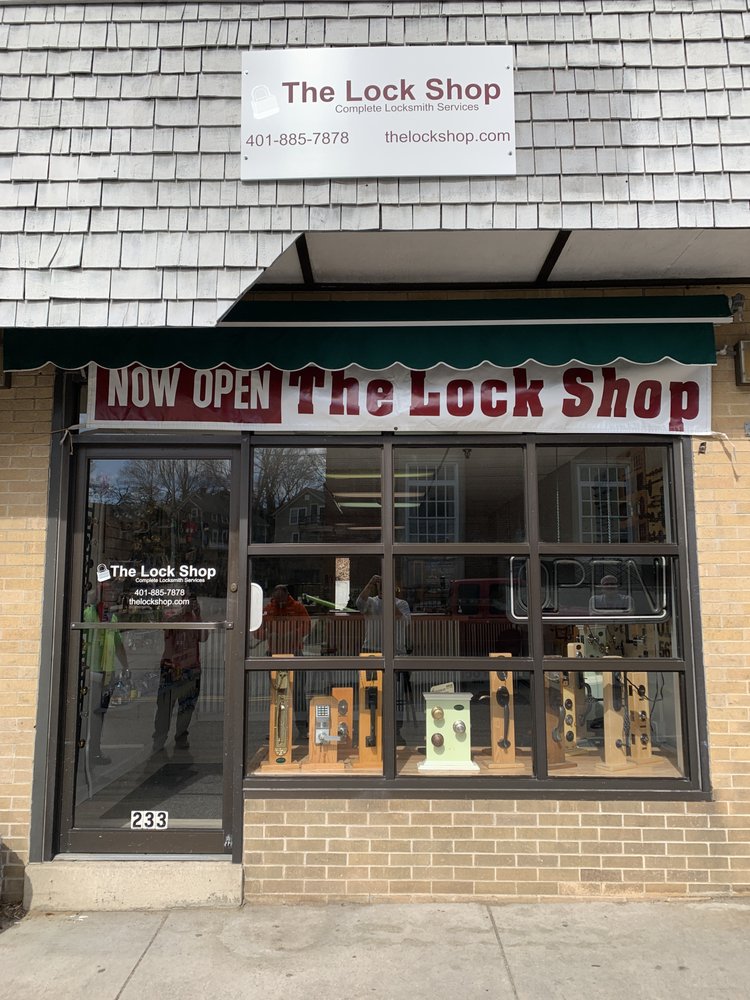 The Lock Shop
Complete Locksmith Services
401-885-7878 thelockshop.com
NOW OPEN The Lock Shop
The Lock Shop
Complete Locksmith Services
401-885-7878
thelockshop.com
OPEN
233